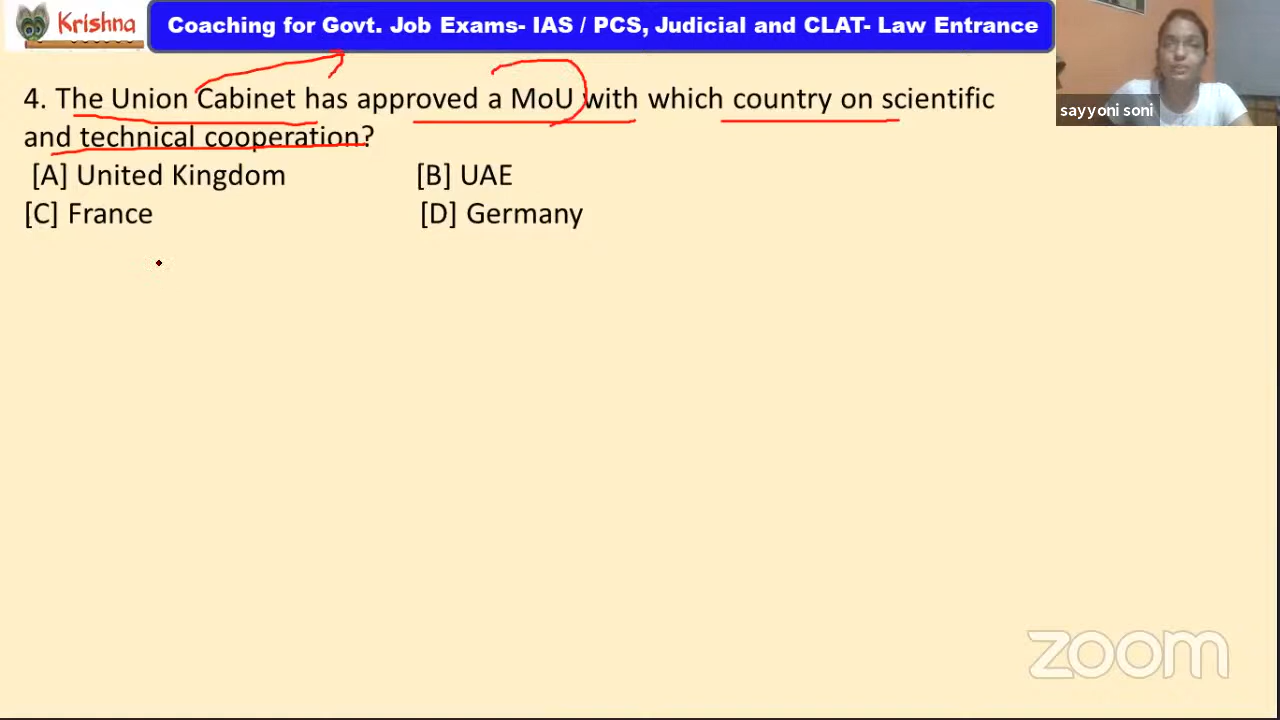 Krishna
Coaching for Govt. Job Exams- IAS / PCS, Judicial and CLAT- Law Entrance
sayyoni soni
4. The Union Cabinet has approved a MoU with which country on scientific
and technical cooperation?
[A] United Kingdom [B] UAE
[C] France [D] Germany
zoom